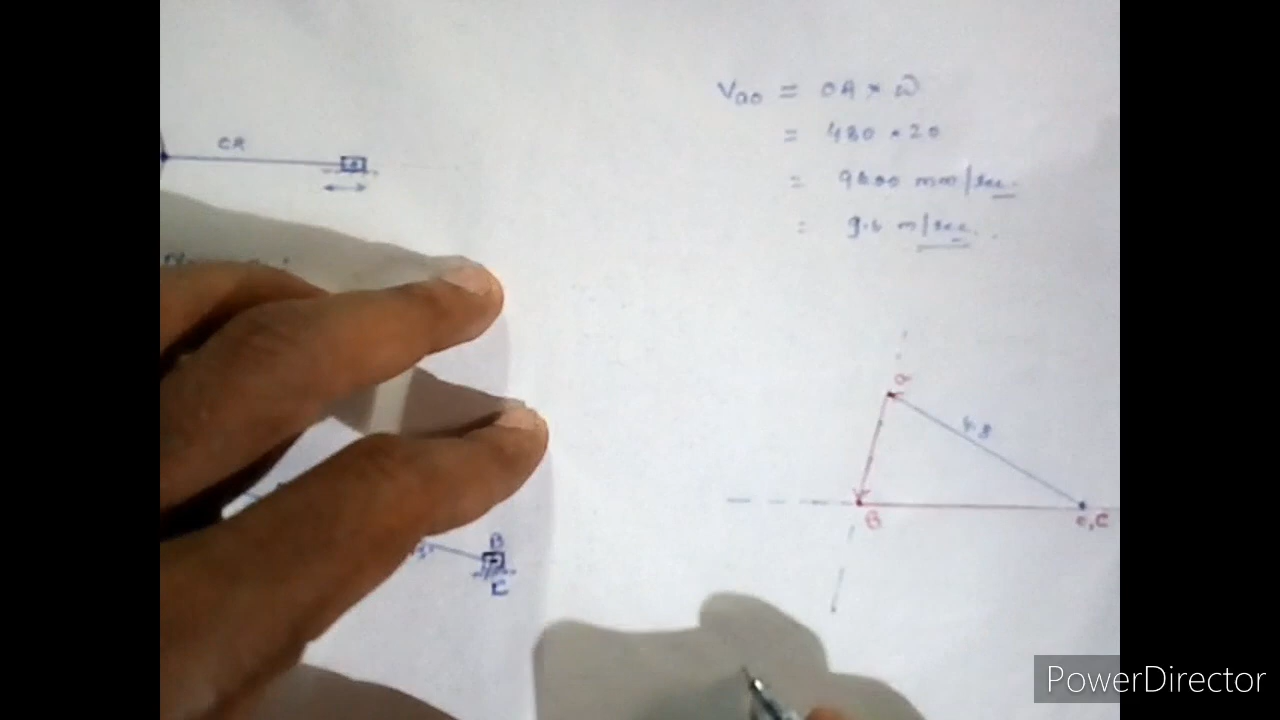 Vao = OA × ω
= 480 × 20
= 9600 mm/sec.
= 9.6 m/sec.
CR
a
4.8
B
o,c
B
C
PowerDirector